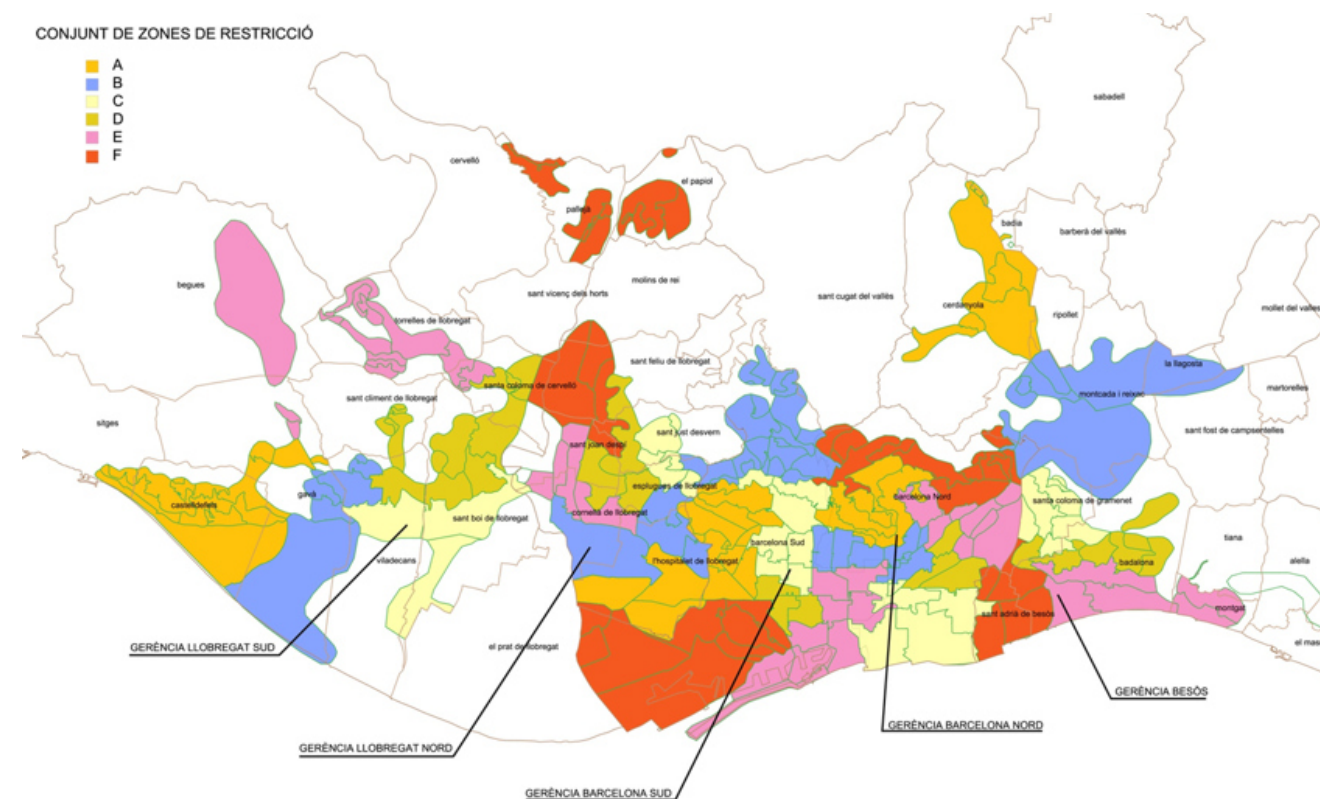 CONJUNT DE ZONES DE RESTRICCIÓ
A
B
C
D
E
F
sabadell
cervelló
el papiol
pallejà
badia
barberà del vallès
begues
molins de rei
sant vicenç dels horts
sant cugat del vallès
cerdanyola
ripollet
mollet del valles
torrelles de llobregat
sant feliu de llobregat
la llagosta
santa coloma de cervelló
montcada i reixac
martorelles
sant climent de llobregat
sitges
sant just desvern
sant fost de campsentelles
sant joan despí
esplugues de llobregat
gavà
barcelona Nord
santa coloma de gramenet
castelldefels
sant boi de llobregat
cornellà de llobregat
barcelona Sud
tiana
viladecans
l'hospitalet de llobregat
badalona
alella
sant adrià de besòs
montgat
el prat de llobregat
el mas
GERÈNCIA LLOBREGAT SUD
GERÈNCIA BESÒS
GERÈNCIA BARCELONA NORD
GERÈNCIA LLOBREGAT NORD
GERÈNCIA BARCELONA SUD